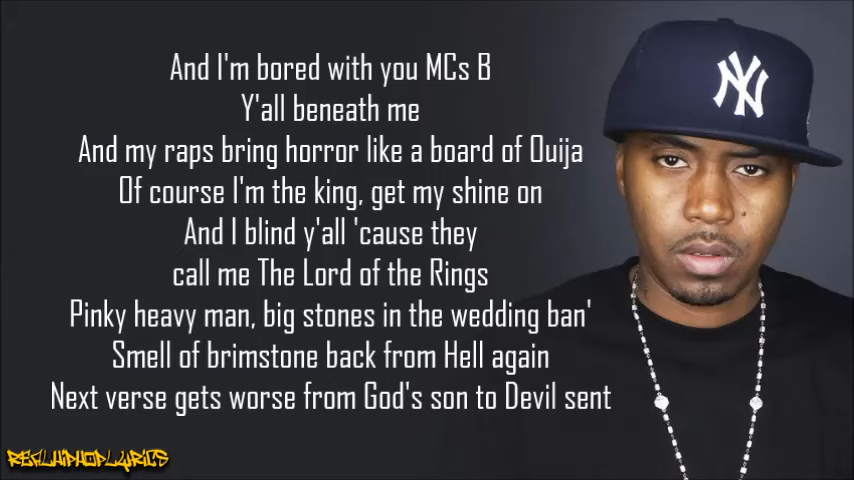 And I'm bored with you MCs B
Y'all beneath me
And my raps bring horror like a board of Ouija
Of course I'm the king, get my shine on
And I blind y'all 'cause they
call me The Lord of the Rings
Pinky heavy man, big stones in the wedding ban'
Smell of brimstone back from Hell again
Next verse gets worse from God's son to Devil sent
NY
REALHIPHOPLYRICS